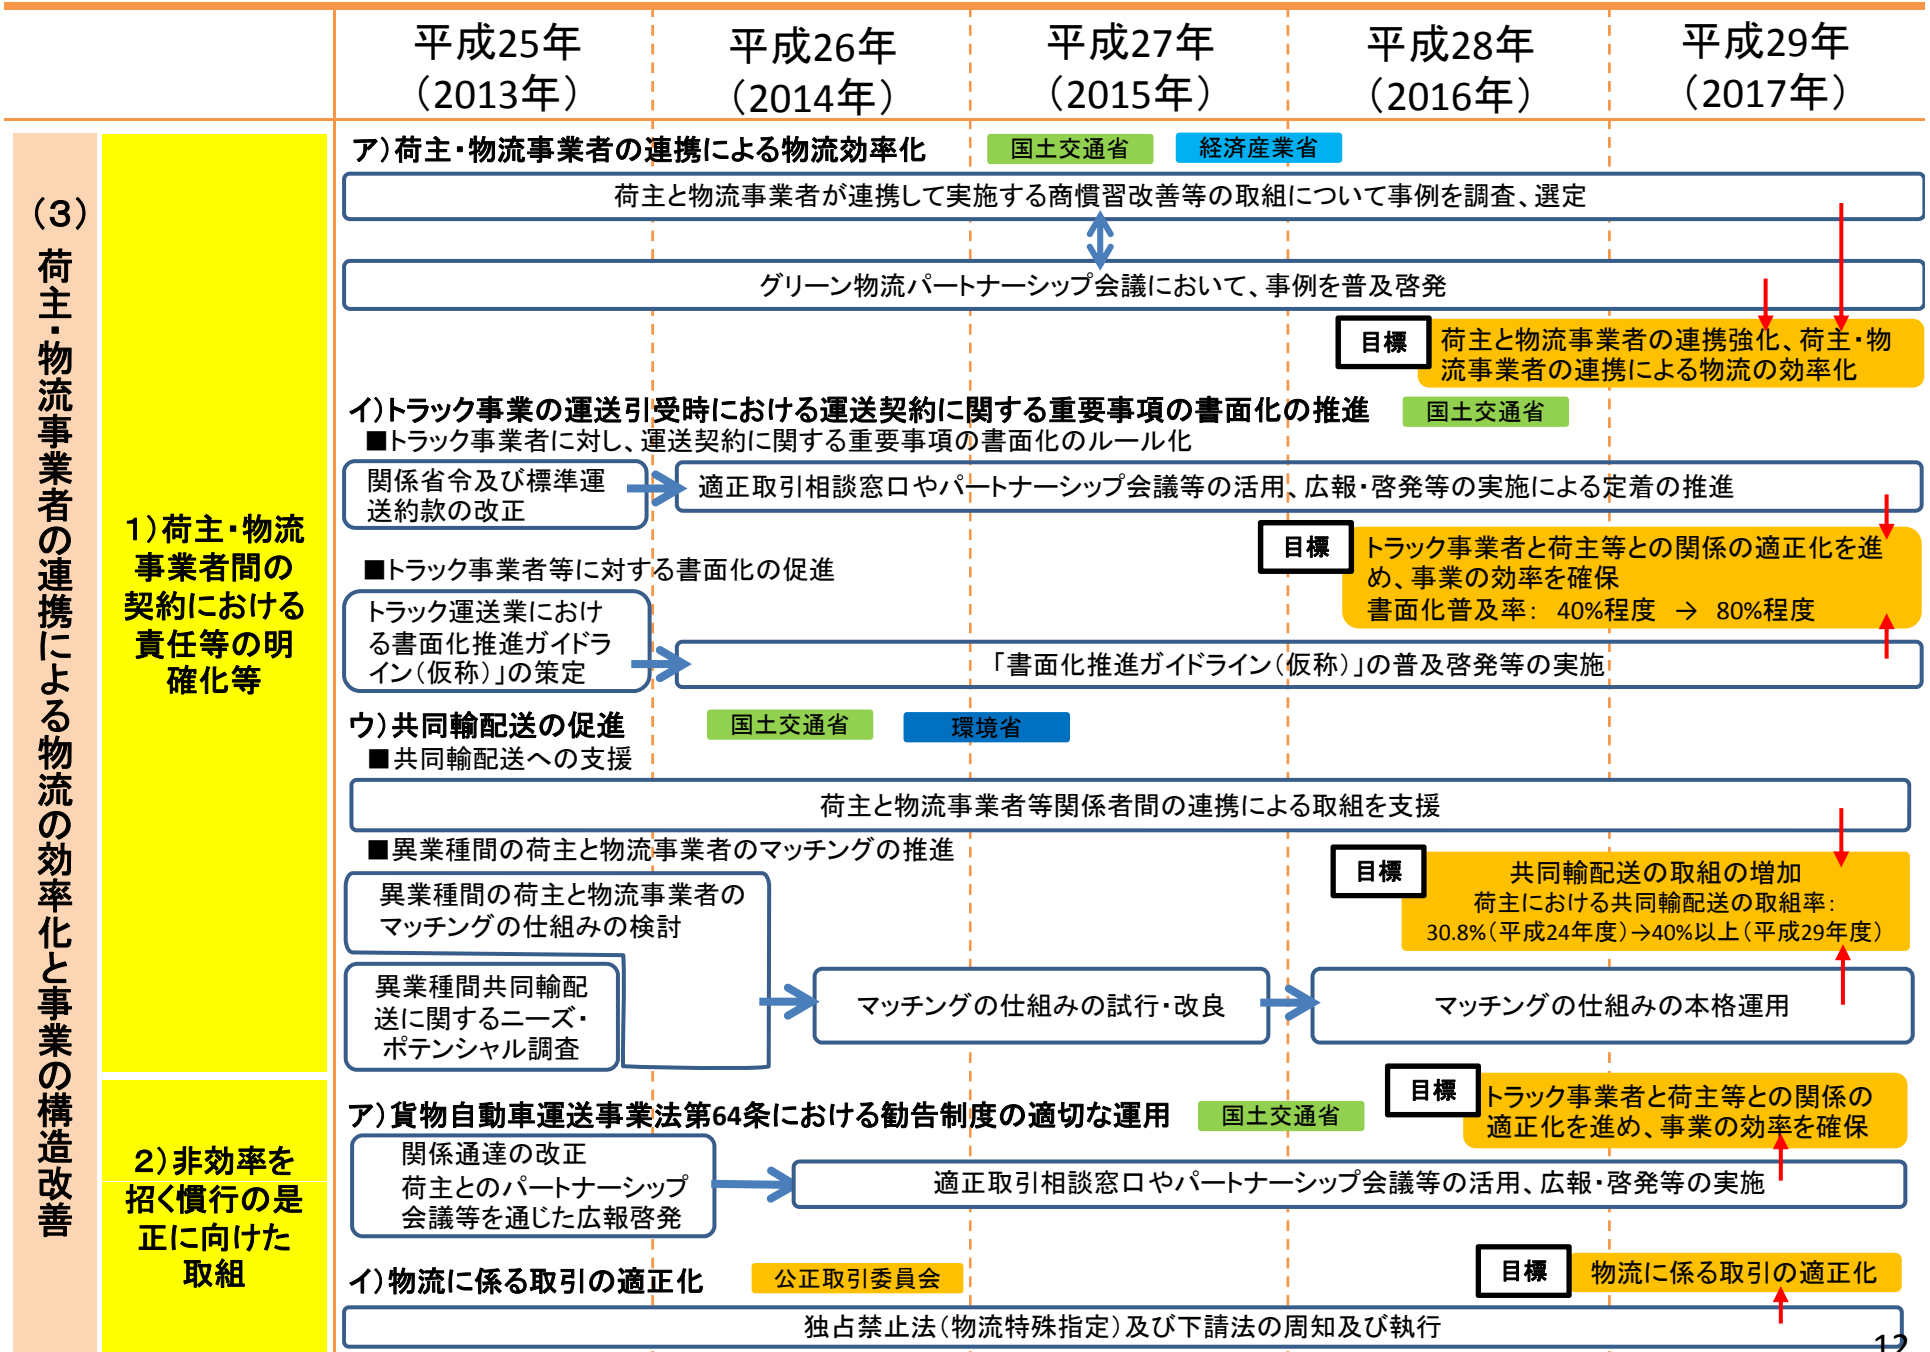 平成25年
（2013年）
平成26年
（2014年）
平成27年
（2015年）
平成28年
（2016年）
平成29年
（2017年）
（3）荷主・物流事業者の連携による物流の効率化と事業の構造改善
1）荷主・物流
事業者間の
契約における
責任等の明
確化等
ア）荷主・物流事業者の連携による物流効率化
国土交通省
経済産業省
荷主と物流事業者が連携して実施する商慣習改善等の取組について事例を調査、選定
グリーン物流パートナーシップ会議において、事例を普及啓発
目標
荷主と物流事業者の連携強化、荷主・物
流事業者の連携による物流の効率化
イ）トラック事業の運送引受時における運送契約に関する重要事項の書面化の推進
国土交通省
■トラック事業者に対し、運送契約に関する重要事項の書面化のルール化
関係省令及び標準運
送約款の改正
適正取引相談窓口やパートナーシップ会議等の活用、広報・啓発等の実施による定着の推進
目標
トラック事業者と荷主等との関係の適正化を進
め、事業の効率を確保
書面化普及率： 40%程度 → 80%程度
■トラック事業者等に対する書面化の促進
トラック運送業におけ
る書面化推進ガイドラ
イン（仮称）」の策定
「書面化推進ガイドライン（仮称）」の普及啓発等の実施
ウ）共同輸配送の促進
国土交通省
環境省
■共同輸配送への支援
荷主と物流事業者等関係者間の連携による取組を支援
■異業種間の荷主と物流事業者のマッチングの推進
目標
共同輸配送の取組の増加
荷主における共同輸配送の取組率：
30.8%（平成24年度）→40%以上（平成29年度）
異業種間の荷主と物流事業者の
マッチングの仕組みの検討
異業種間共同輸配
送に関するニーズ・
ポテンシャル調査
マッチングの仕組みの試行・改良
マッチングの仕組みの本格運用
2）非効率を
招く慣行の是
正に向けた
取組
ア）貨物自動車運送事業法第64条における勧告制度の適切な運用
国土交通省
目標
トラック事業者と荷主等との関係の
適正化を進め、事業の効率を確保
関係通達の改正
荷主とのパートナーシップ
会議等を通じた広報啓発
適正取引相談窓口やパートナーシップ会議等の活用、広報・啓発等の実施
イ）物流に係る取引の適正化
公正取引委員会
目標
物流に係る取引の適正化
独占禁止法（物流特殊指定）及び下請法の周知及び執行
12